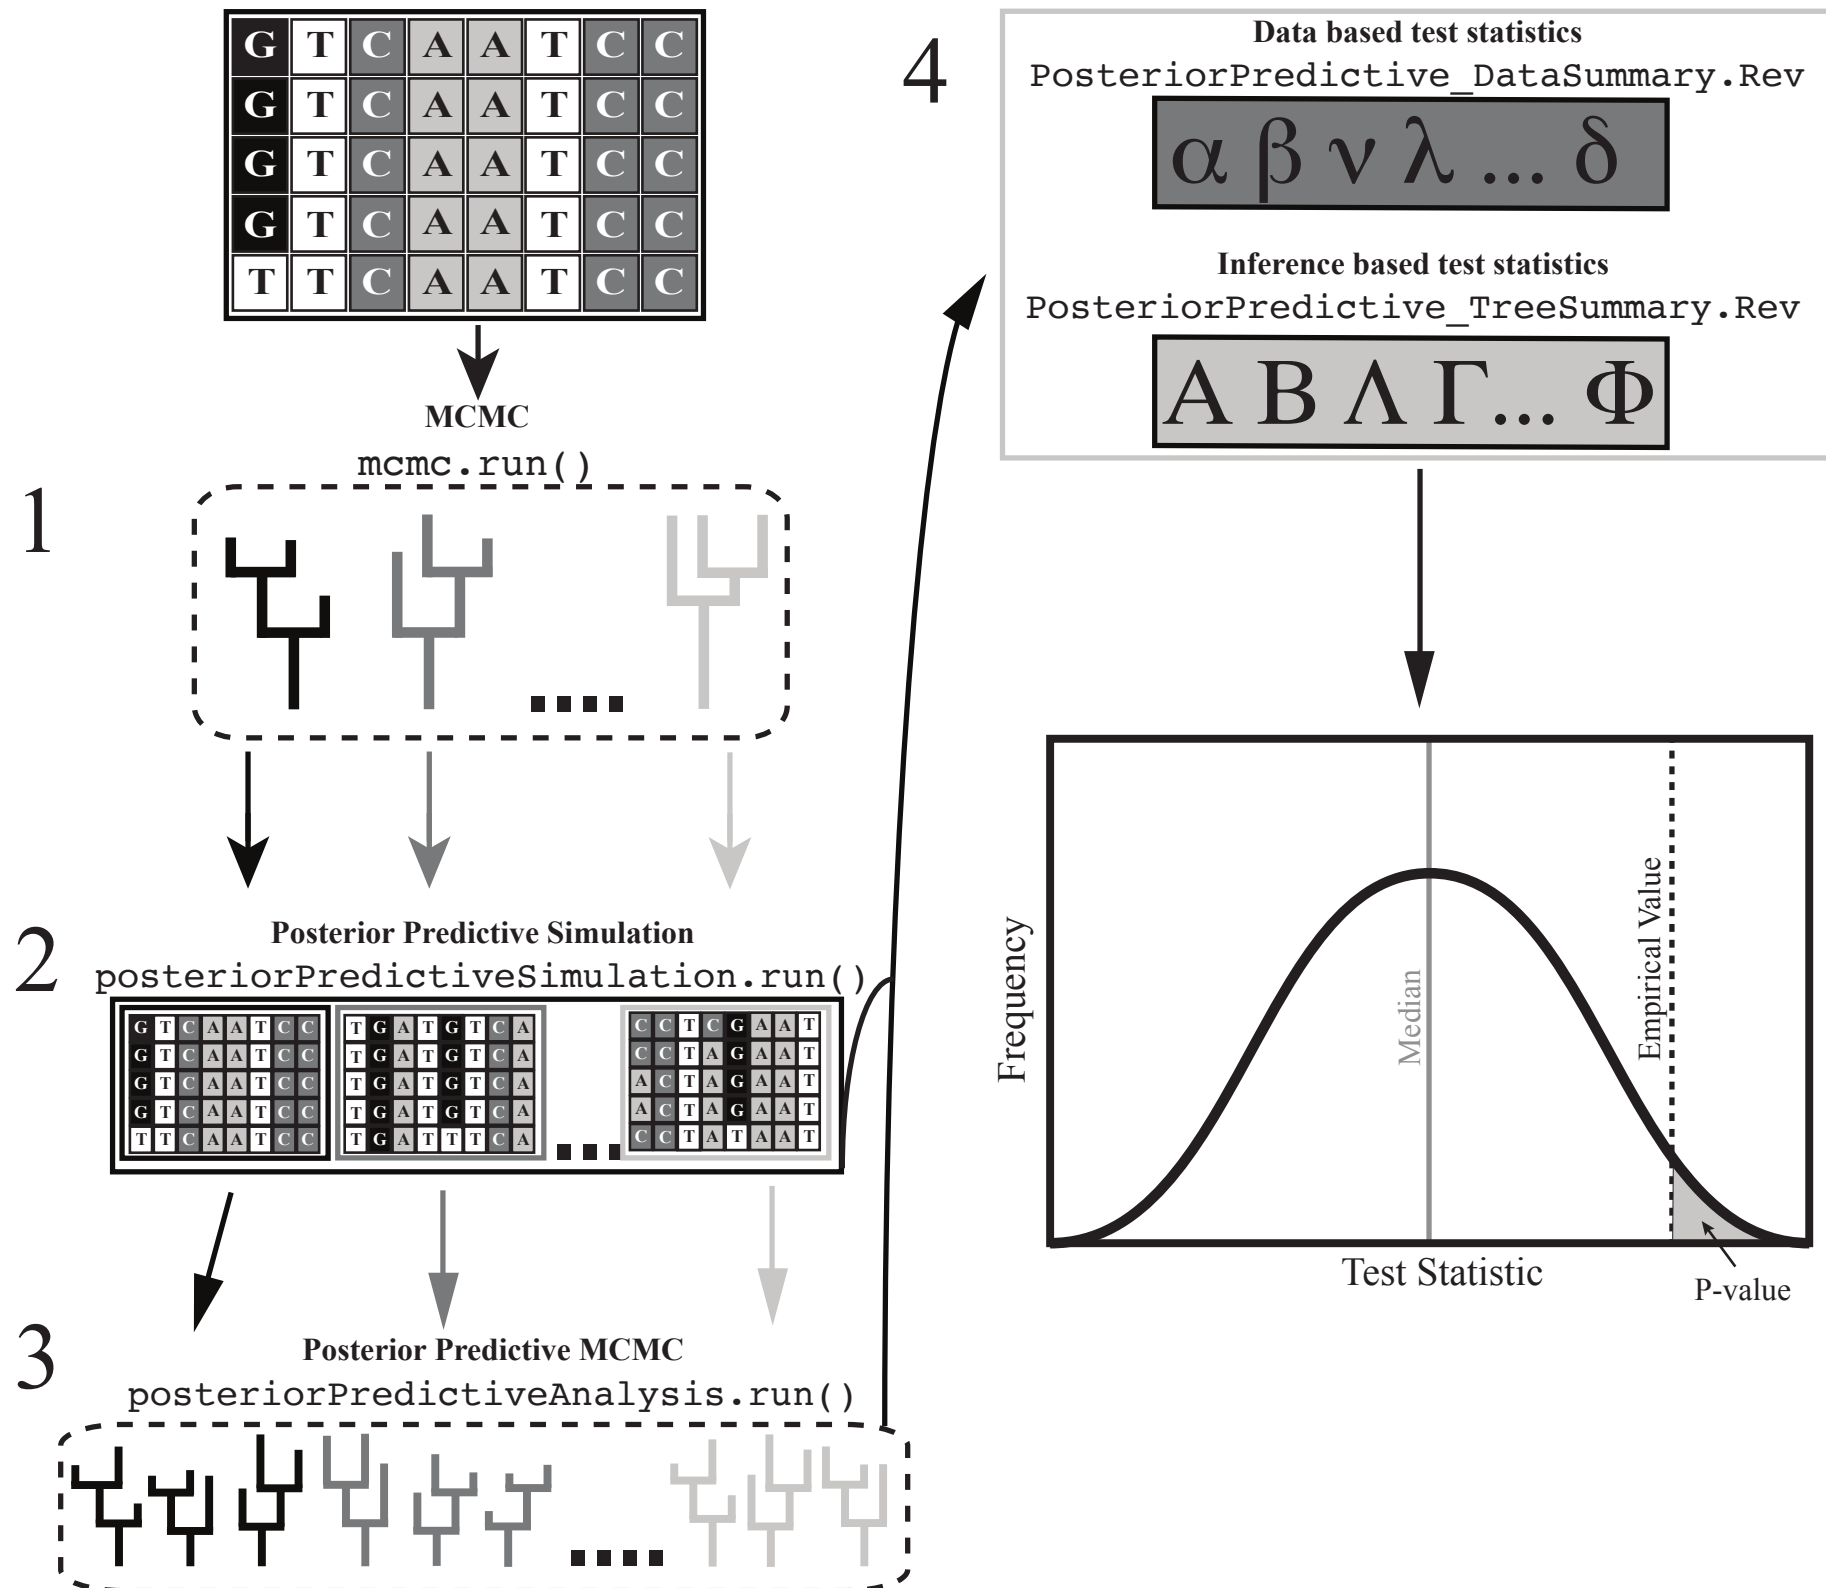 G T C A A T C C
G T C A A T C C
G T C A A T C C
G T C A A T C C
T T C A A T C C
MCMC
mcmc.run()
1
2
Posterior Predictive Simulation
posteriorPredictiveSimulation.run()
G T C A A T C C
G T C A A T C C
G T C A A T C C
G T C A A T C C
T T C A A T C C
T G A T G T C A
T G A T G T C A
T G A T G T C A
T G A T G T C A
T G A T T T C A
C C T C G A A T
C C T A G A A T
A C T A G A A T
A C T A G A A T
C C T A T A A T
3
Posterior Predictive MCMC
posteriorPredictiveAnalysis.run()
4
Data based test statistics
PosteriorPredictive_DataSummary.Rev
α β ν λ ... δ
Inference based test statistics
PosteriorPredictive_TreeSummary.Rev
Α Β Λ Γ... Φ
Frequency
Median
Empirical Value
Test Statistic
P-value